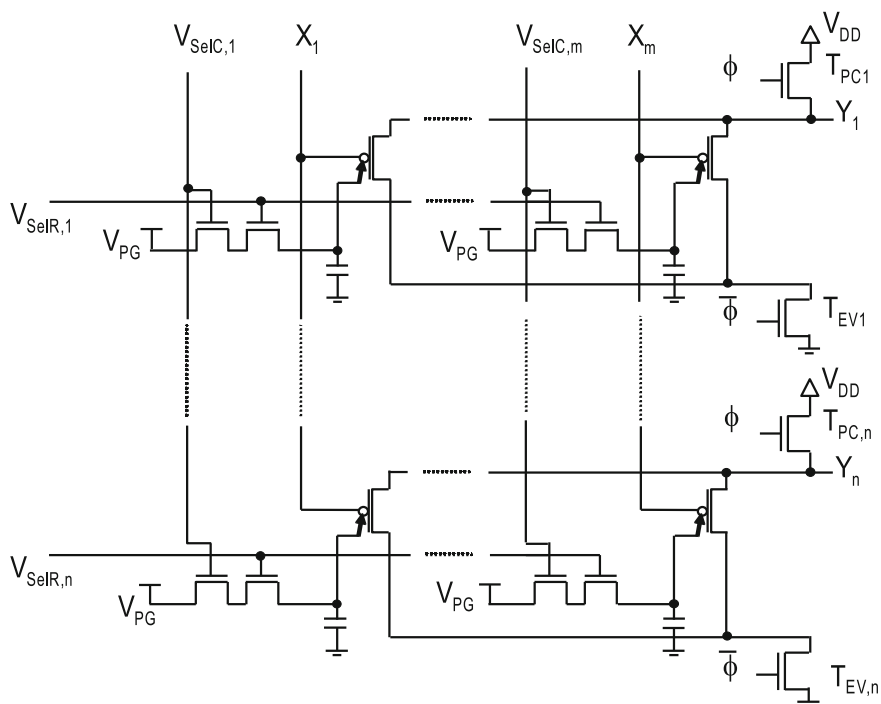 V_SelC,1 X_1 V_SelC,m X_m V_DD
ϕ T_PC1
Y_1
V_SelR,1
V_PG V_PG
ϕ̅ T_EV1
V_DD
ϕ T_PC,n
Y_n
V_SelR,n
V_PG V_PG
ϕ̅ T_EV,n